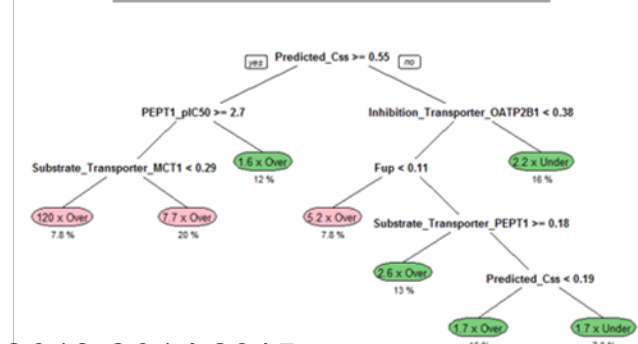 Predicted_Css >= 0.55
yes
no
PEPT1_pIC50 >= 2.7
Inhibition_Transporter_OATP2B1 < 0.38
Substrate_Transporter_MCT1 < 0.29
1.6 x Over
12 %
Fup < 0.11
2.2 x Under
16 %
120 x Over
7.8 %
7.7 x Over
20 %
5.2 x Over
7.8 %
Substrate_Transporter_PEPT1 >= 0.18
2.6 x Over
13 %
Predicted_Css < 0.19
1.7 x Over
1.7 x Under